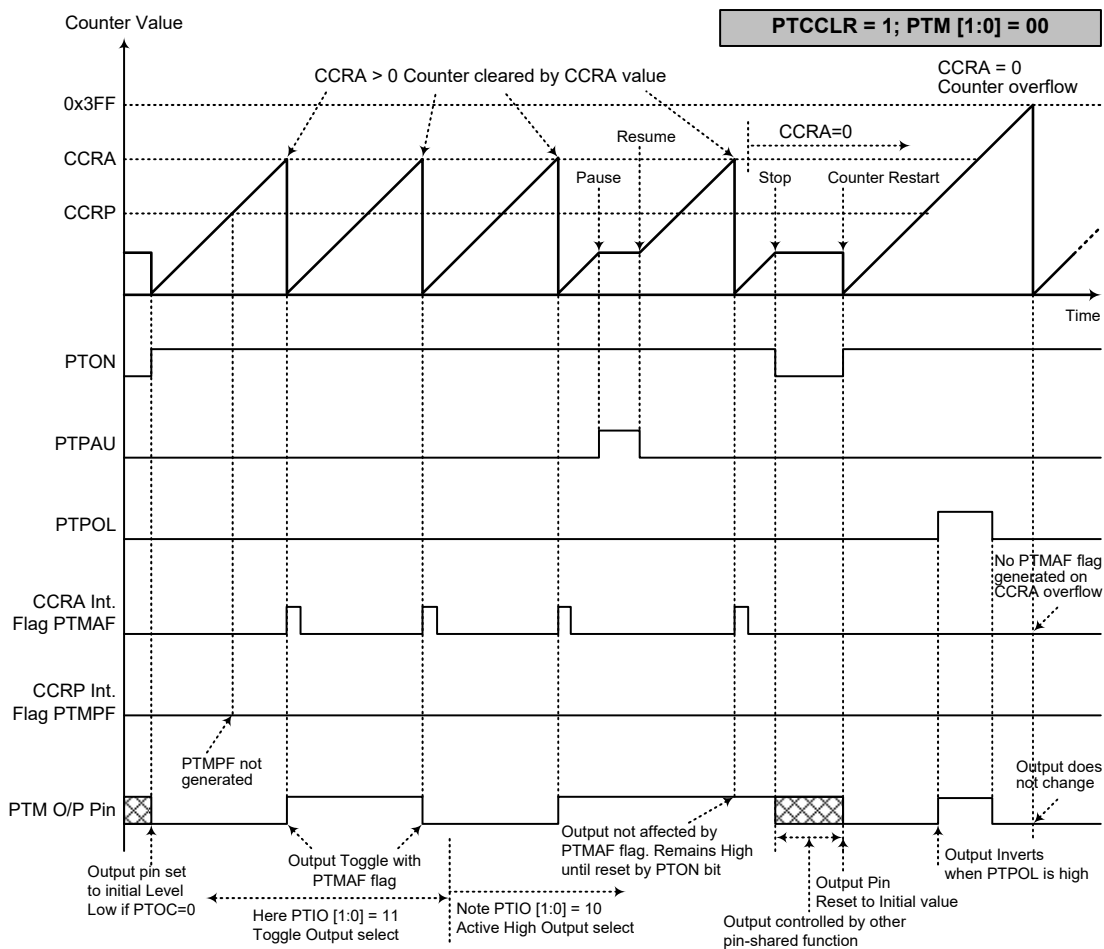 Counter Value
PTCCLR = 1; PTM [1:0] = 00
CCRA > 0 Counter cleared by CCRA value
CCRA = 0
Counter overflow
0x3FF
CCRA
CCRP
Resume
CCRA=0
Pause
Stop
Counter Restart
Time
PTON
PTPAU
PTPOL
No PTMAF flag
generated on
CCRA overflow
CCRA Int.
Flag PTMAF
CCRP Int.
Flag PTMPF
PTMPF not
generated
Output does
not change
PTM O/P Pin
Output pin set
to initial Level
Low if PTOC=0
Output Toggle with
PTMAF flag
Output not affected by
PTMAF flag. Remains High
until reset by PTON bit
Output Inverts
when PTPOL is high
Output Pin
Reset to Initial value
Here PTIO [1:0] = 11
Toggle Output select
Note PTIO [1:0] = 10
Active High Output select
Output controlled by other
pin-shared function